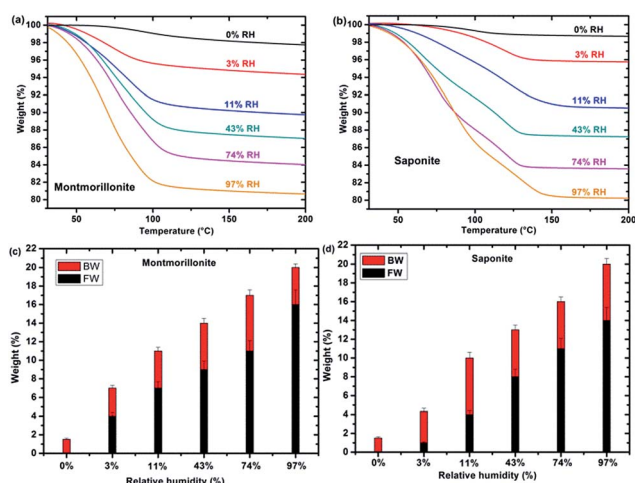 (a)
100
98
96
94
92
90
88
86
84
82
80
Weight (%)
0% RH
3% RH
11% RH
43% RH
74% RH
97% RH
Montmorillonite
50
100
150
200
Temperature (°C)
(b)
100
98
96
94
92
90
88
86
84
82
80
Weight (%)
0% RH
3% RH
11% RH
43% RH
74% RH
97% RH
Saponite
50
100
150
200
Temperature (°C)
(c)
22
20
18
16
14
12
10
8
6
4
2
0
Weight (%)
Montmorillonite
BW
FW
0%
3%
11%
43%
74%
97%
Relative humidity (%)
(d)
22
20
18
16
14
12
10
8
6
4
2
0
Weight (%)
Saponite
BW
FW
0%
3%
11%
43%
74%
97%
Relative humidity (%)